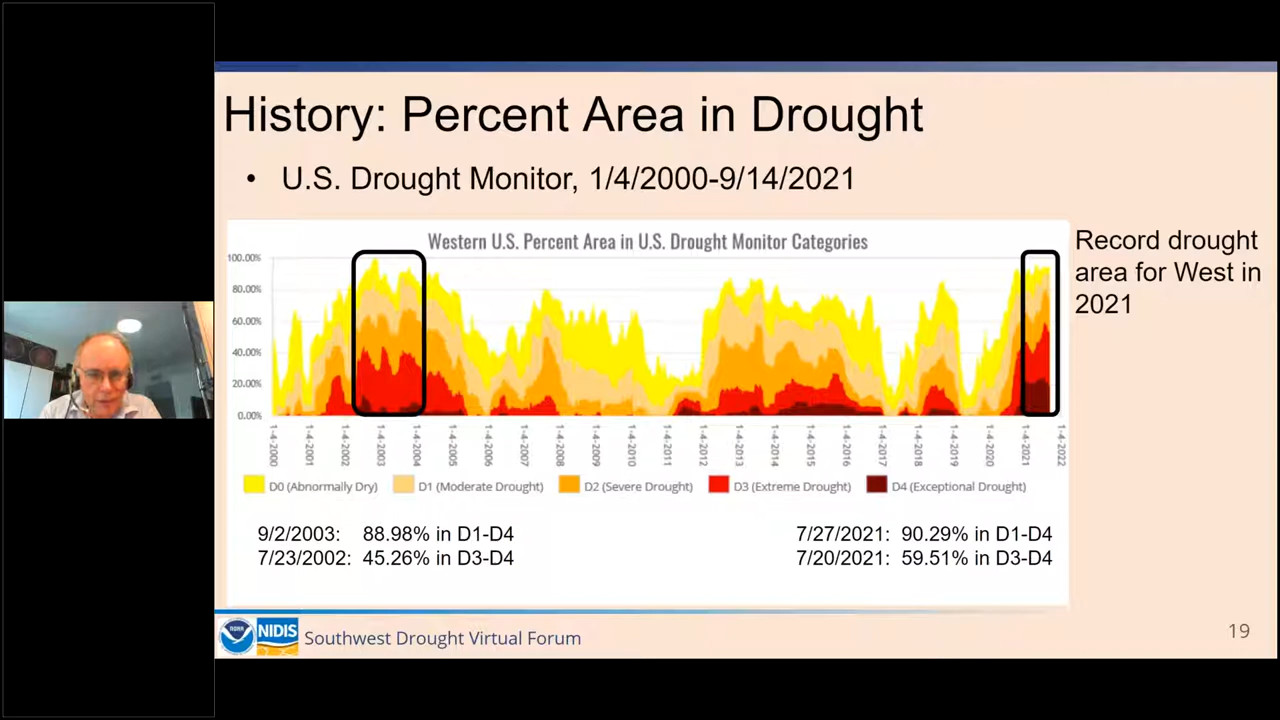 History: Percent Area in Drought
• U.S. Drought Monitor, 1/4/2000-9/14/2021
Western U.S. Percent Area in U.S. Drought Monitor Categories
100.00%
80.00%
60.00%
40.00%
20.00%
0.00%
1-4-2000
1-4-2001
1-4-2002
1-4-2003
1-4-2004
1-4-2005
1-4-2006
1-4-2007
1-4-2008
1-4-2009
1-4-2010
1-4-2011
1-4-2012
1-4-2013
1-4-2014
1-4-2015
1-4-2016
1-4-2017
1-4-2018
1-4-2019
1-4-2020
1-4-2021
1-4-2022
D0 (Abnormally Dry) D1 (Moderate Drought) D2 (Severe Drought) D3 (Extreme Drought) D4 (Exceptional Drought)
Record drought
area for West in
2021
9/2/2003: 88.98% in D1-D4
7/23/2002: 45.26% in D3-D4
7/27/2021: 90.29% in D1-D4
7/20/2021: 59.51% in D3-D4
NOAA
NIDIS
Southwest Drought Virtual Forum
19